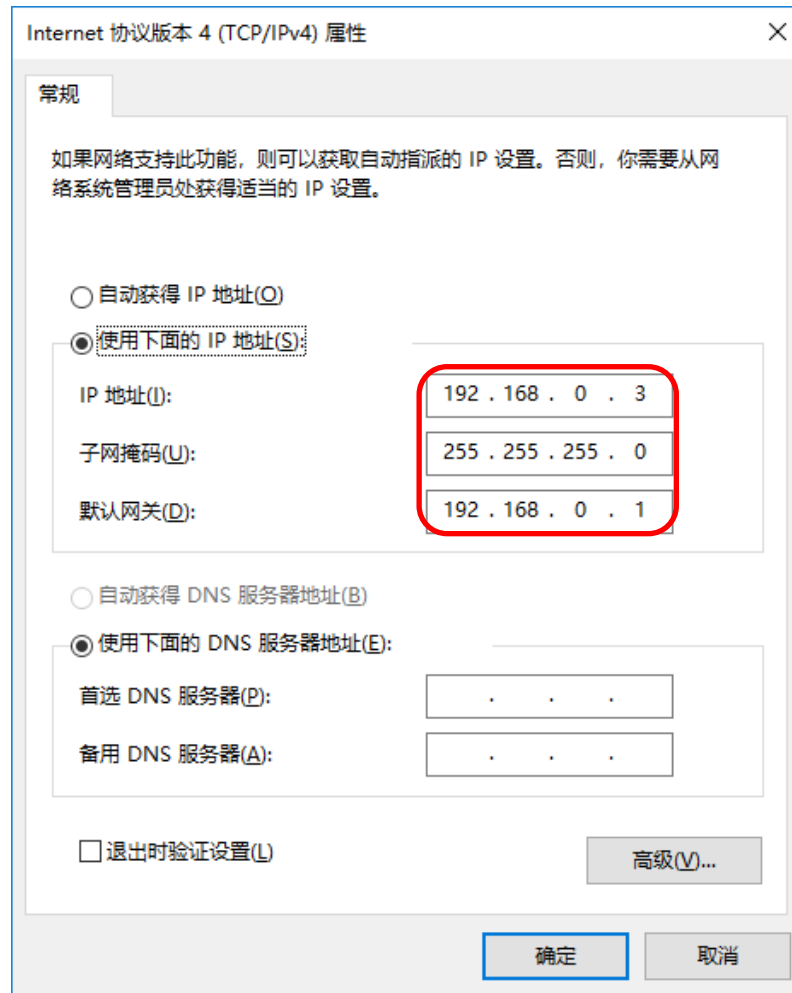 Internet 协议版本 4 (TCP/IPv4) 属性
常规
如果网络支持此功能，则可以获取自动指派的 IP 设置。否则，你需要从网
络系统管理员处获得适当的 IP 设置。
自动获得 IP 地址(O)
使用下面的 IP 地址(S):
IP 地址(I): 192 . 168 . 0 . 3
子网掩码(U): 255 . 255 . 255 . 0
默认网关(D): 192 . 168 . 0 . 1
自动获得 DNS 服务器地址(B)
使用下面的 DNS 服务器地址(E):
首选 DNS 服务器(P): . . .
备用 DNS 服务器(A): . . .
退出时验证设置(L)
高级(V)...
确定 取消